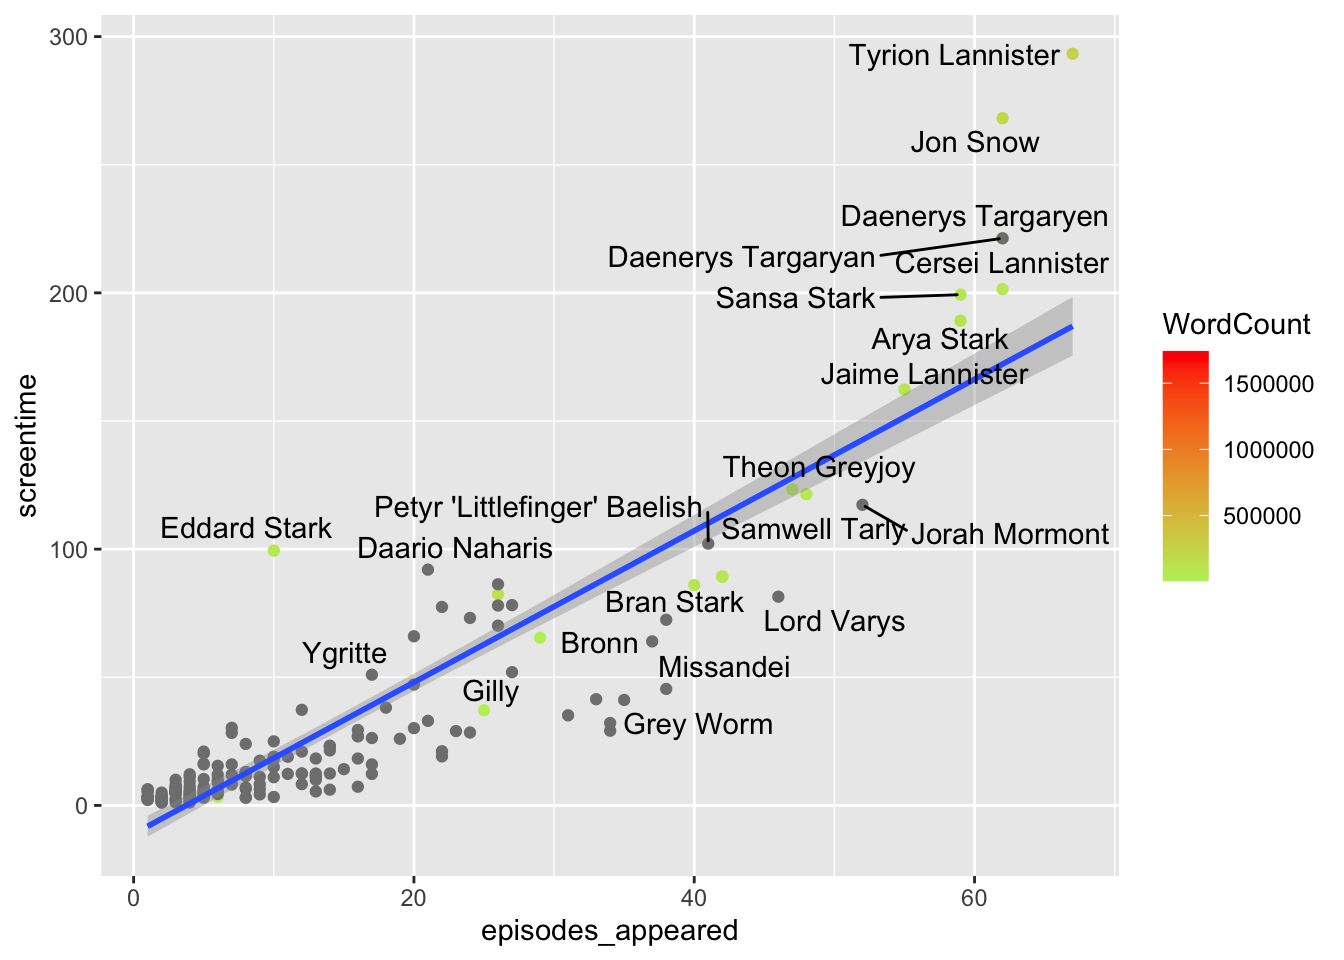 300
Tyrion Lannister
Jon Snow
Daenerys Targaryen
Daenerys Targaryan
Cersei Lannister
200
Sansa Stark
WordCount
Arya Stark
Jaime Lannister
1500000
1000000
500000
screentime
Theon Greyjoy
Petyr 'Littlefinger' Baelish
Eddard Stark
Samwell Tarly
Jorah Mormont
100
Daario Naharis
Bran Stark
Lord Varys
Ygritte
Bronn
Missandei
Gilly
Grey Worm
0
0
20
40
60
episodes_appeared